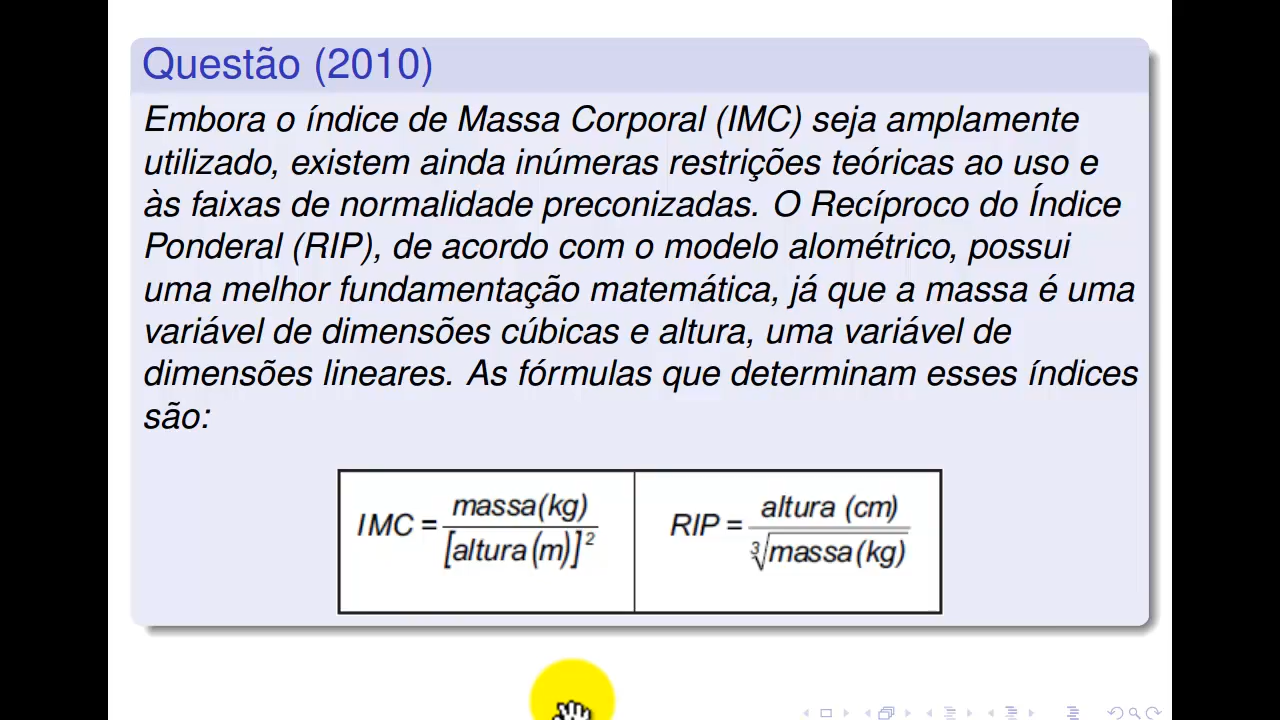 Questão (2010)
Embora o índice de Massa Corporal (IMC) seja amplamente
utilizado, existem ainda inúmeras restrições teóricas ao uso e
às faixas de normalidade preconizadas. O Recíproco do Índice
Ponderal (RIP), de acordo com o modelo alométrico, possui
uma melhor fundamentação matemática, já que a massa é uma
variável de dimensões cúbicas e altura, uma variável de
dimensões lineares. As fórmulas que determinam esses índices
são:
IMC = massa(kg) / [altura(m)]²
RIP = altura (cm) / ∛massa(kg)